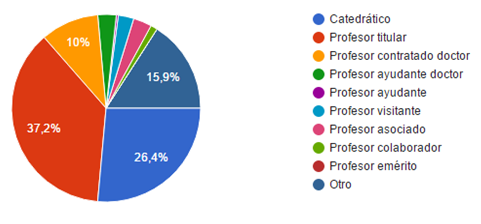 10%
15,9%
37,2%
26,4%
Catedrático
Profesor titular
Profesor contratado doctor
Profesor ayudante doctor
Profesor ayudante
Profesor visitante
Profesor asociado
Profesor colaborador
Profesor emérito
Otro